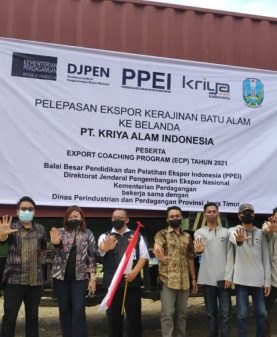 KEMENTERIAN
PERDAGANGAN
DJPEN
PPEI
kriya
PELEPASAN EKSPOR KERAJINAN BATU ALAM
KE BELANDA
PT. KRIYA ALAM INDONESIA
PESERTA
EXPORT COACHING PROGRAM (ECP) TAHUN 2021
Balai Besar Pendidikan dan Pelatihan Ekspor Indonesia (PPEI)
Direktorat Jenderal Pengembangan Ekspor Nasional
Kementerian Perdagangan
bekerja sama dengan
Dinas Perindustrian dan Perdagangan Provinsi Jawa Timur